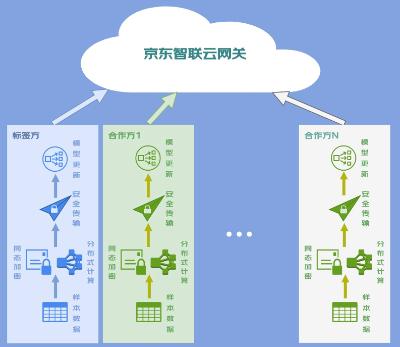 京东智联云网关
标签方
模型更新
安全传输
同态加密
分布式计算
样本数据
合作方1
模型更新
安全传输
同态加密
分布式计算
样本数据
...
合作方N
模型更新
安全传输
同态加密
分布式计算
样本数据